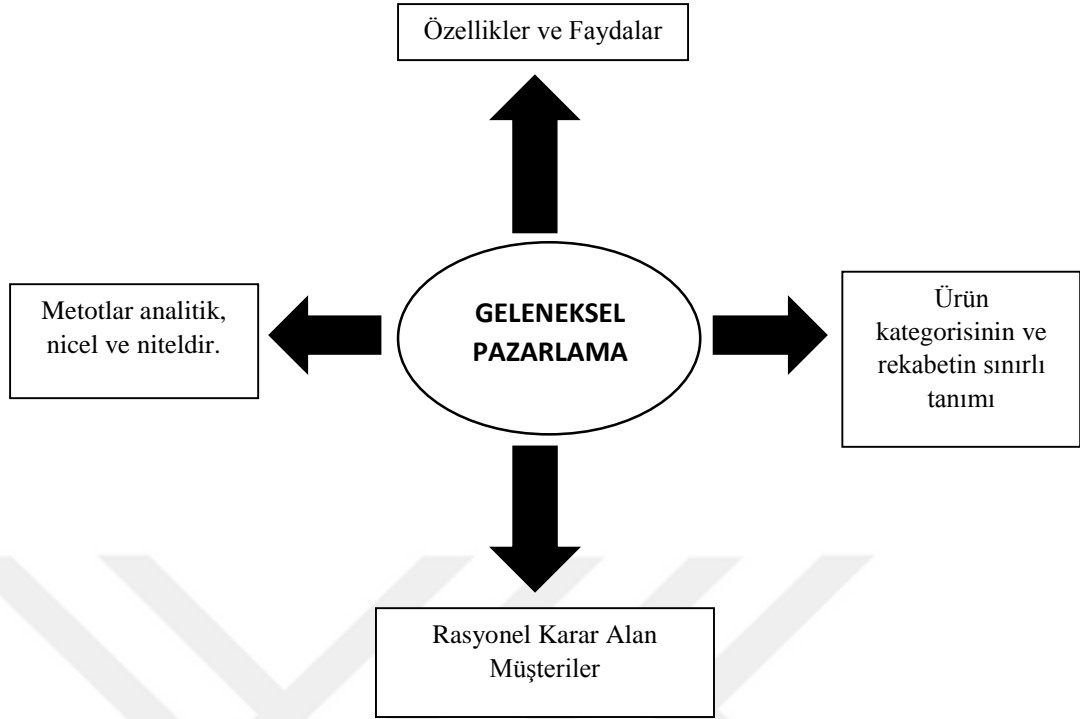 Özellikler ve Faydalar
Metotlar analitik,
nicel ve niteldir.
GELENEKSEL
PAZARLAMA
Ürün
kategorisinin ve
rekabetin sınırlı
tanımı
Rasyonel Karar Alan
Müşteriler